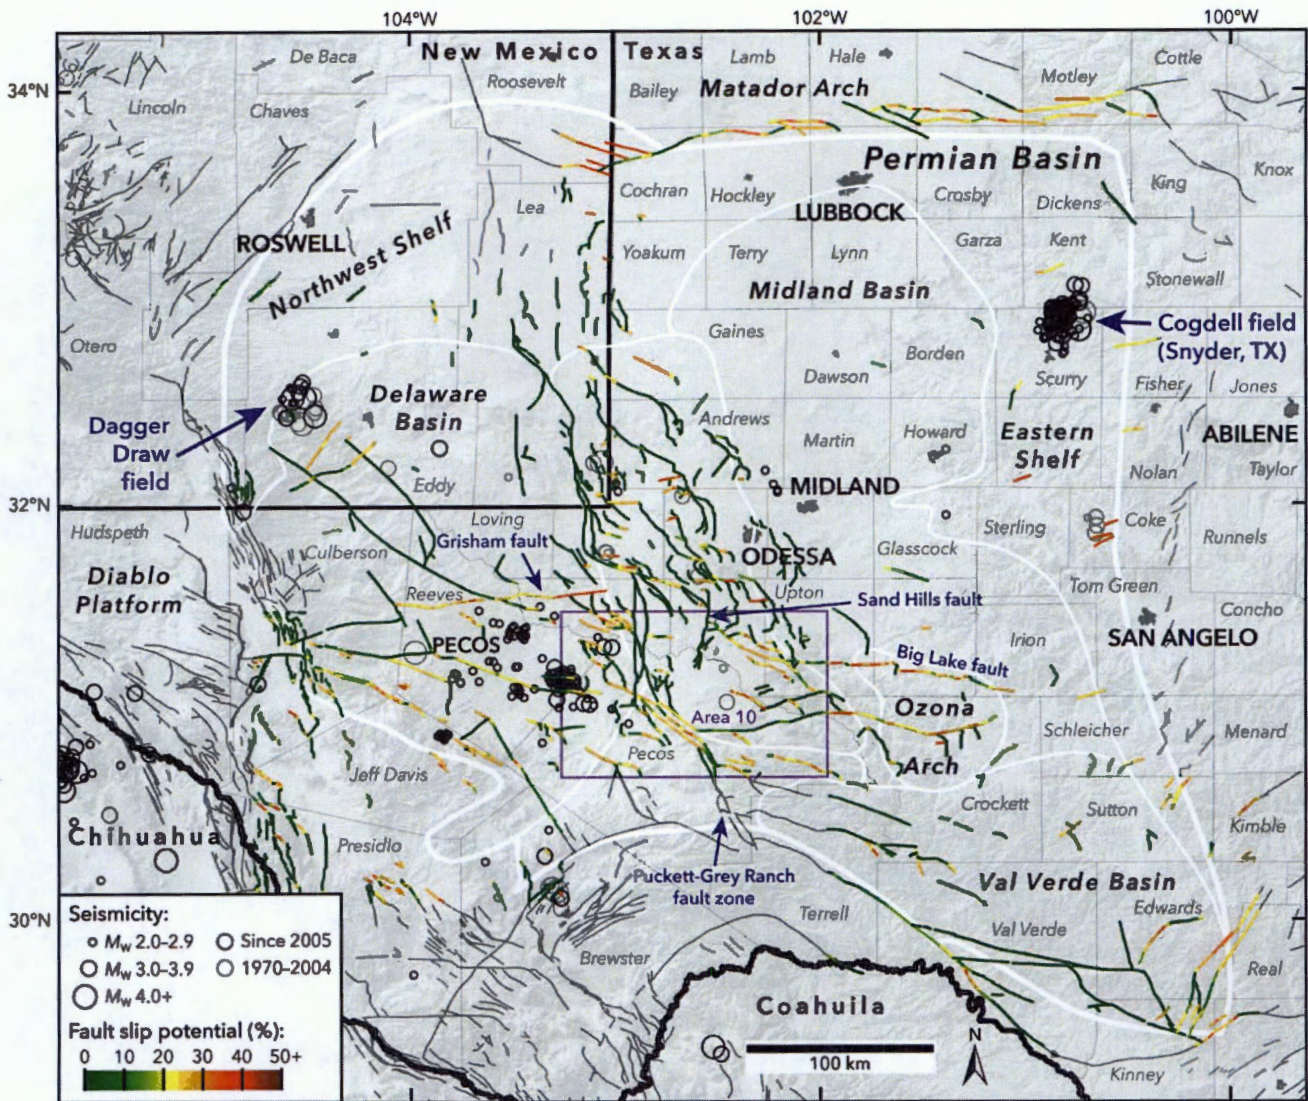 104°W
102°W
100°W
34°N
32°N
30°N
New Mexico
Texas
De Baca
Roosevelt
Lamb
Hale
Cottle
Lincoln
Chaves
Bailey
Matador Arch
Motley
Permian Basin
Cochran
Hockley
LUBBOCK
Crosby
Dickens
King
Knox
Lea
ROSWELL
Northwest Shelf
Yoakum
Terry
Lynn
Garza
Kent
Stonewall
Midland Basin
Otero
Gaines
Cogdell field
(Snyder, TX)
Borden
Dawson
Scurry
Fisher
Jones
Delaware
Basin
Dagger
Draw
field
Andrews
Martin
Howard
Eastern
Shelf
ABILENE
Nolan
Taylor
Eddy
MIDLAND
Hudspeth
Loving
Culberson
Grisham fault
ODESSA
Glasscock
Sterling
Coke
Runnels
Diablo
Platform
Reeves
Upton
Sand Hills fault
Tom Green
Concho
PECOS
Irion
SAN ANGELO
Big Lake fault
Area 10
Ozona
Arch
Pecos
Schleicher
Menard
Jeff Davis
Crockett
Sutton
Kimble
Chihuahua
Presidio
Puckett-Grey Ranch
fault zone
Val Verde Basin
Edwards
Terrell
Val Verde
Brewster
Real
Coahuila
N
100 km
Kinney
Seismicity:
Mw 2.0–2.9
Since 2005
Mw 3.0–3.9
1970–2004
Mw 4.0+
Fault slip potential (%):
0 10 20 30 40 50+